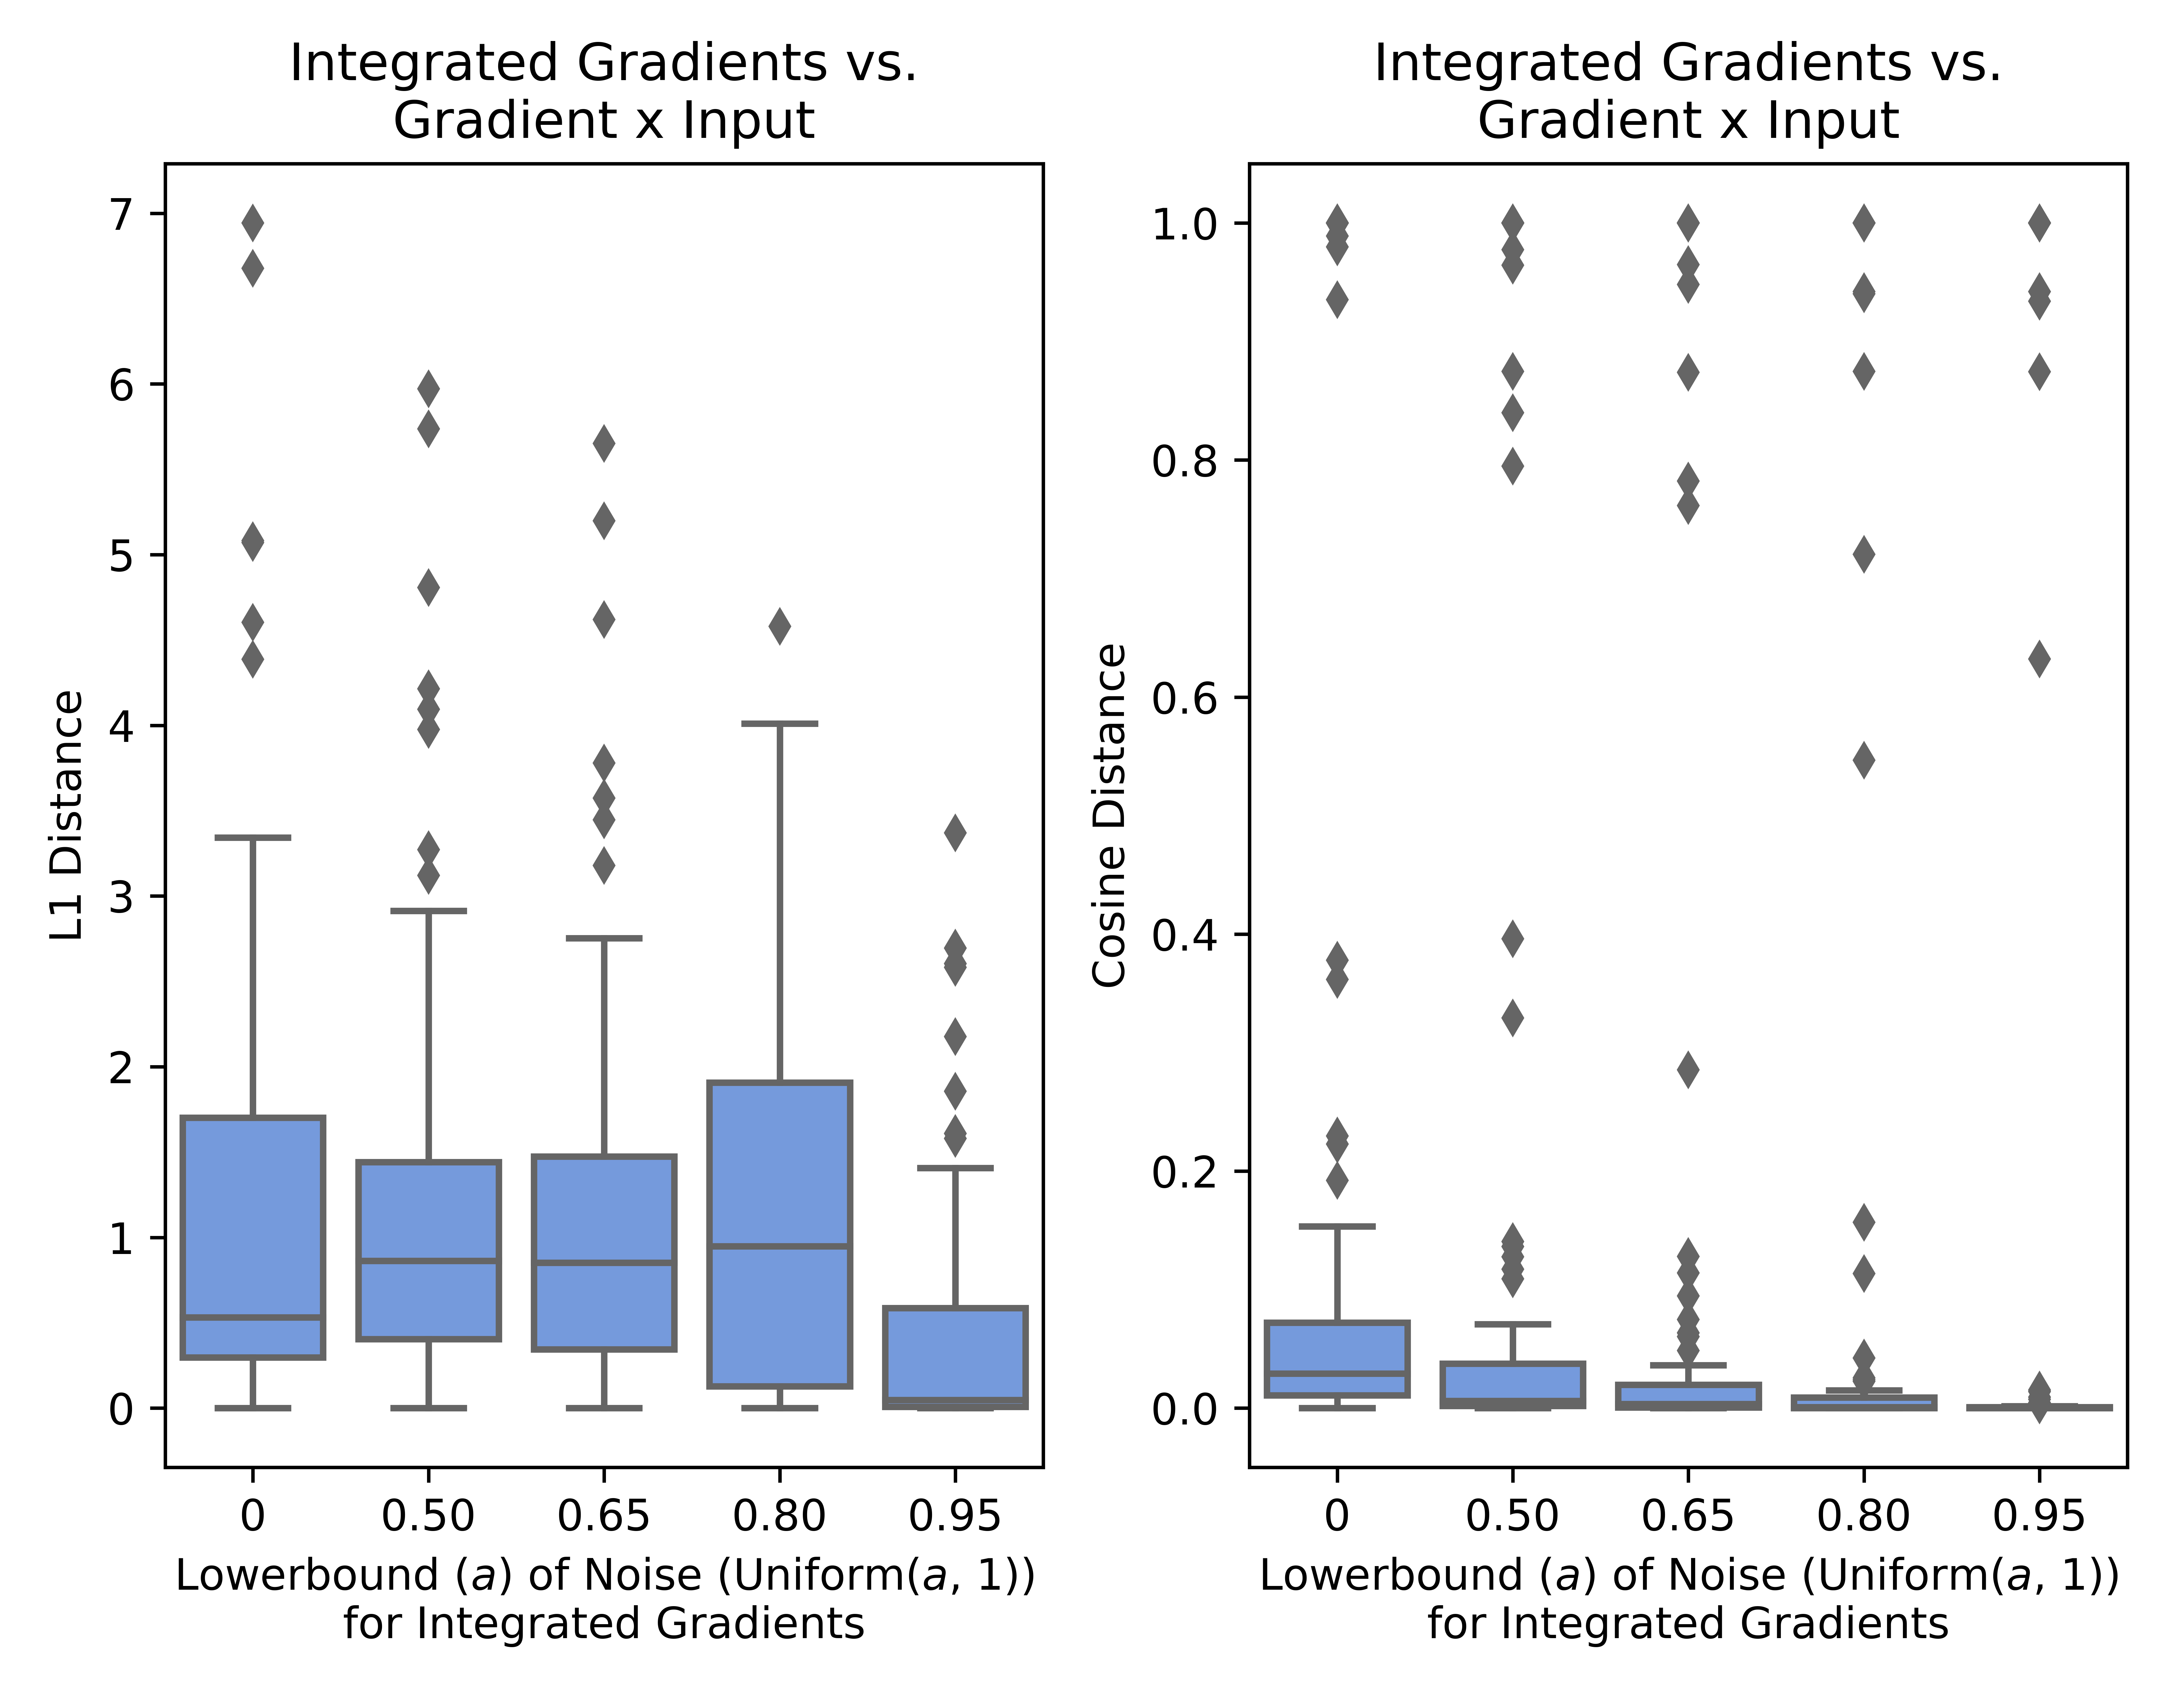 Integrated Gradients vs.
Gradient x Input
L1 Distance
7
6
5
4
3
2
1
0
0 0.50 0.65 0.80 0.95
Lowerbound (a) of Noise (Uniform(a, 1))
for Integrated Gradients
Integrated Gradients vs.
Gradient x Input
Cosine Distance
1.0
0.8
0.6
0.4
0.2
0.0
0 0.50 0.65 0.80 0.95
Lowerbound (a) of Noise (Uniform(a, 1))
for Integrated Gradients